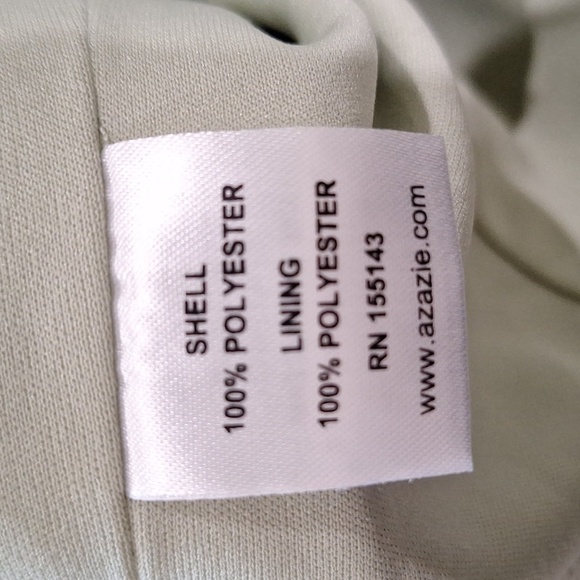 SHELL
100% POLYESTER
LINING
100% POLYESTER
RN 155143
www.azazie.com